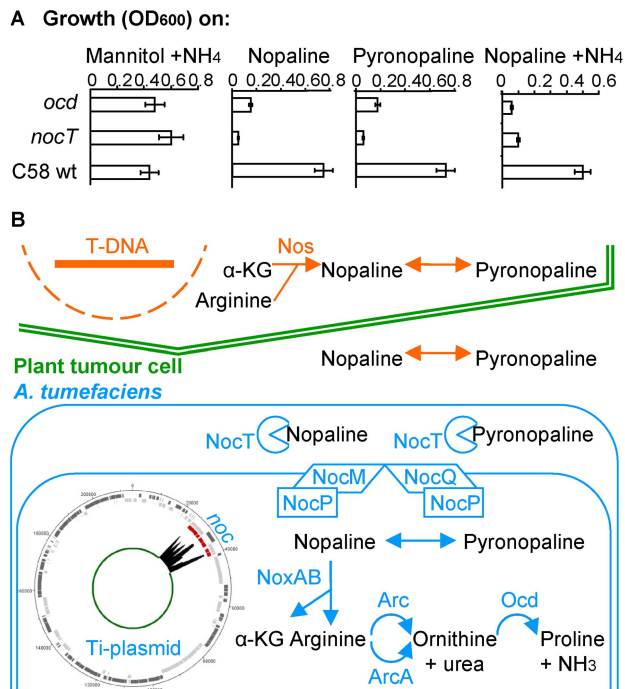 A Growth (OD600) on:
Mannitol +NH4 Nopaline Pyronopaline Nopaline +NH4
0 0.2 0.4 0.6 0.8 0 0.2 0.4 0.6 0.8 0 0.2 0.4 0.6 0.8 0 0.2 0.4 0.6
ocd
nocT
C58 wt
B
T-DNA
Nos
α-KG Nopaline Pyronopaline
Arginine
Plant tumour cell
Nopaline Pyronopaline
A. tumefaciens
NocT Nopaline NocT Pyronopaline
NocM NocQ
NocP NocP
noc
Nopaline Pyronopaline
NoxAB
Arc Ocd
Ti-plasmid
α-KG Arginine Ornithine Proline
+ urea + NH3
ArcA